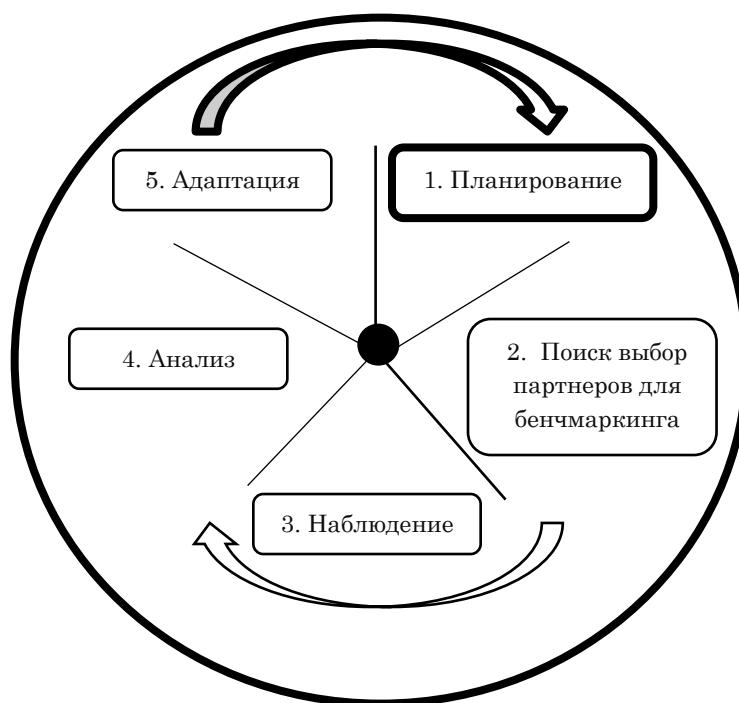 5. Адаптация
1. Планирование
4. Анализ
2. Поиск выбор
партнеров для
бенчмаркинга
3. Наблюдение